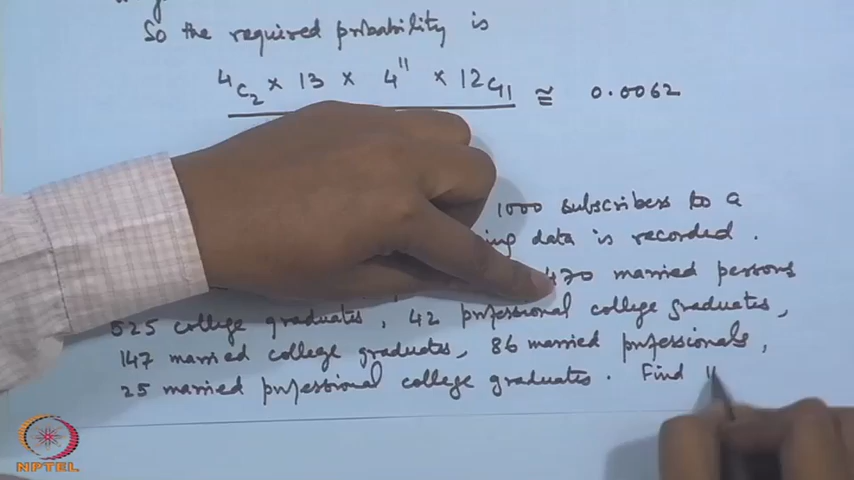 So the required probability is
4c₂ × 13 × 4¹¹ × 12c₁₁ ≅ 0.0062
1000 subscribers to a
data is recorded.
470 married persons
525 college graduates, 42 professional college graduates,
147 married college graduates, 86 married professionals,
25 married professional college graduates. Find
NPTEL